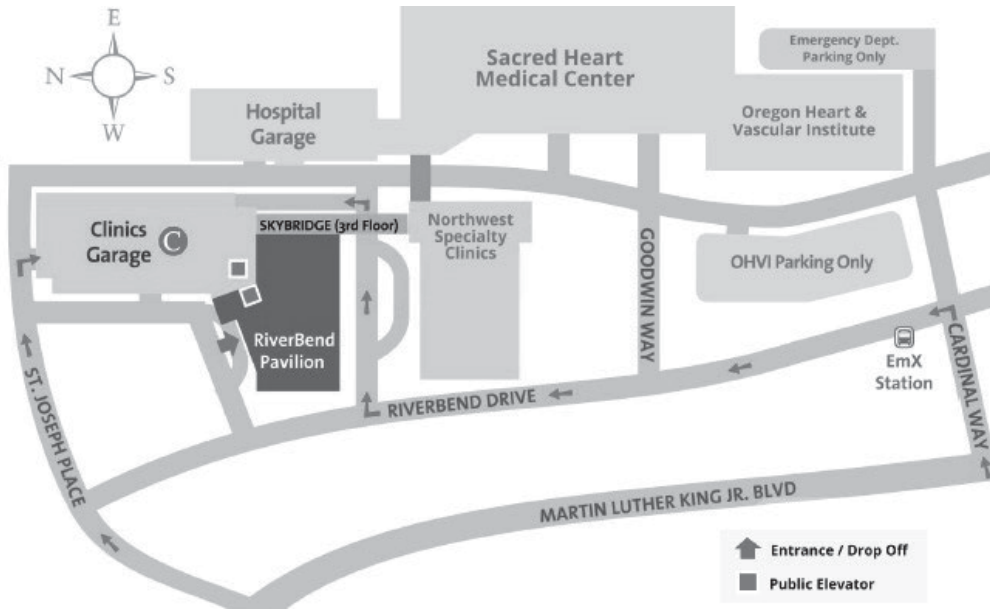 E
N
S
W
Sacred Heart
Medical Center
Emergency Dept.
Parking Only
Hospital
Garage
Oregon Heart &
Vascular Institute
Clinics
Garage
C
SKYBRIDGE (3rd Floor)
Northwest
Specialty
Clinics
GOODWIN WAY
OHVI Parking Only
RiverBend
Pavilion
EmX
Station
CARDINAL WAY
ST. JOSEPH PLACE
RIVERBEND DRIVE
MARTIN LUTHER KING JR. BLVD
Entrance / Drop Off
Public Elevator